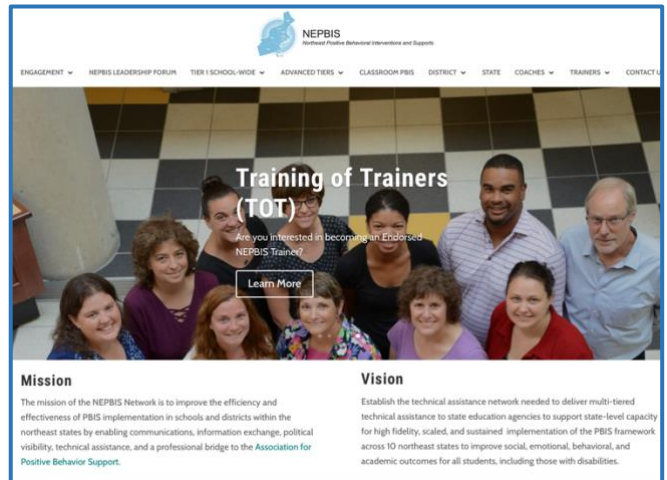 NEPBIS
Northeast Positive Behavioral Interventions and Supports
ENGAGEMENT NEPBIS LEADERSHIP FORUM TIER 1 SCHOOL-WIDE ADVANCED TIERS CLASSROOM PBIS DISTRICT STATE COACHES TRAINERS CONTACT U
Training of Trainers
(TOT)
Are you interested in becoming an Endorsed
NEPBIS Trainer?
Learn More
Mission
The mission of the NEPBIS Network is to improve the efficiency and
effectiveness of PBIS implementation in schools and districts within the
northeast states by enabling communications, information exchange, political
visibility, technical assistance, and a professional bridge to the Association for
Positive Behavior Support.
Vision
Establish the technical assistance network needed to deliver multi-tiered
technical assistance to state education agencies to support state-level capacity
for high fidelity, scaled, and sustained implementation of the PBIS framework
across 10 northeast states to improve social, emotional, behavioral, and
academic outcomes for all students, including those with disabilities.